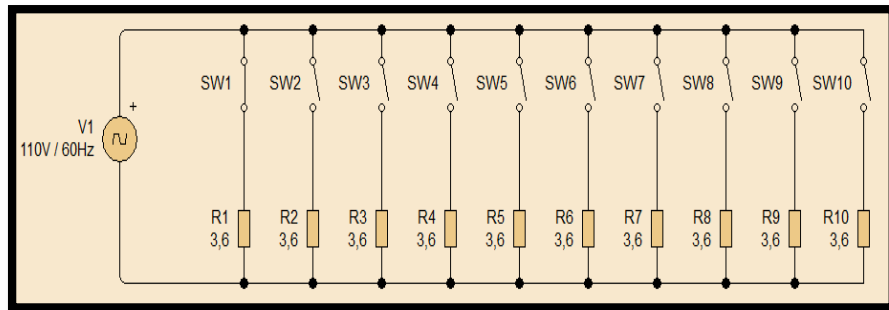 SW1 SW2 SW3 SW4 SW5 SW6 SW7 SW8 SW9 SW10
+
V1
110V / 60Hz
R1 R2 R3 R4 R5 R6 R7 R8 R9 R10
3,6 3,6 3,6 3,6 3,6 3,6 3,6 3,6 3,6 3,6